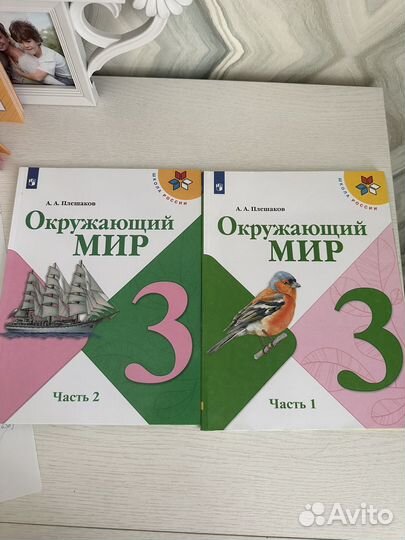 А. А. Плешаков
ШКОЛА РОССИИ
Окружающий
МИР
3
Часть 2
А. А. Плешаков
ШКОЛА РОССИИ
Окружающий
МИР
3
Часть 1
Avito